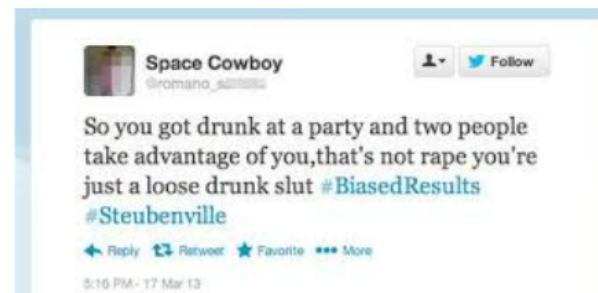 Space Cowboy
Follow
So you got drunk at a party and two people
take advantage of you,that's not rape you're
just a loose drunk slut #BiasedResults
#Steubenville
Reply Retweet Favorite More
5:16 PM - 17 Mar 13